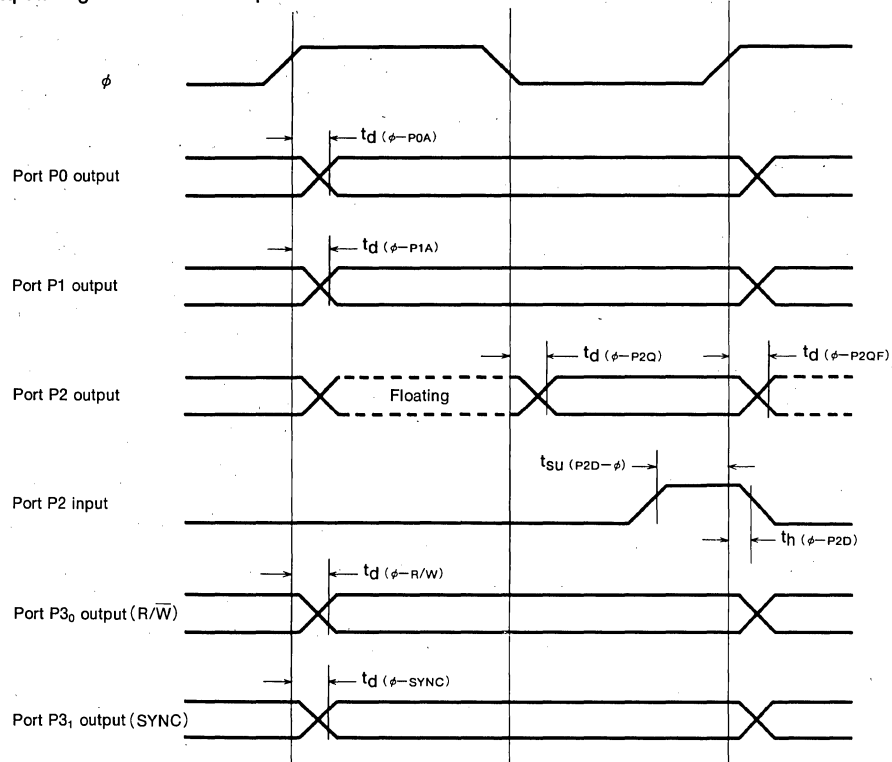 ϕ
td (ϕ−P0A)
Port P0 output
td (ϕ−P1A)
Port P1 output
td (ϕ−P2Q)
td (ϕ−P2QF)
Port P2 output
Floating
tsu (P2D−ϕ)
Port P2 input
th (ϕ−P2D)
td (ϕ−R/W)
Port P3₀ output (R/W̅)
td (ϕ−SYNC)
Port P3₁ output (SYNC)